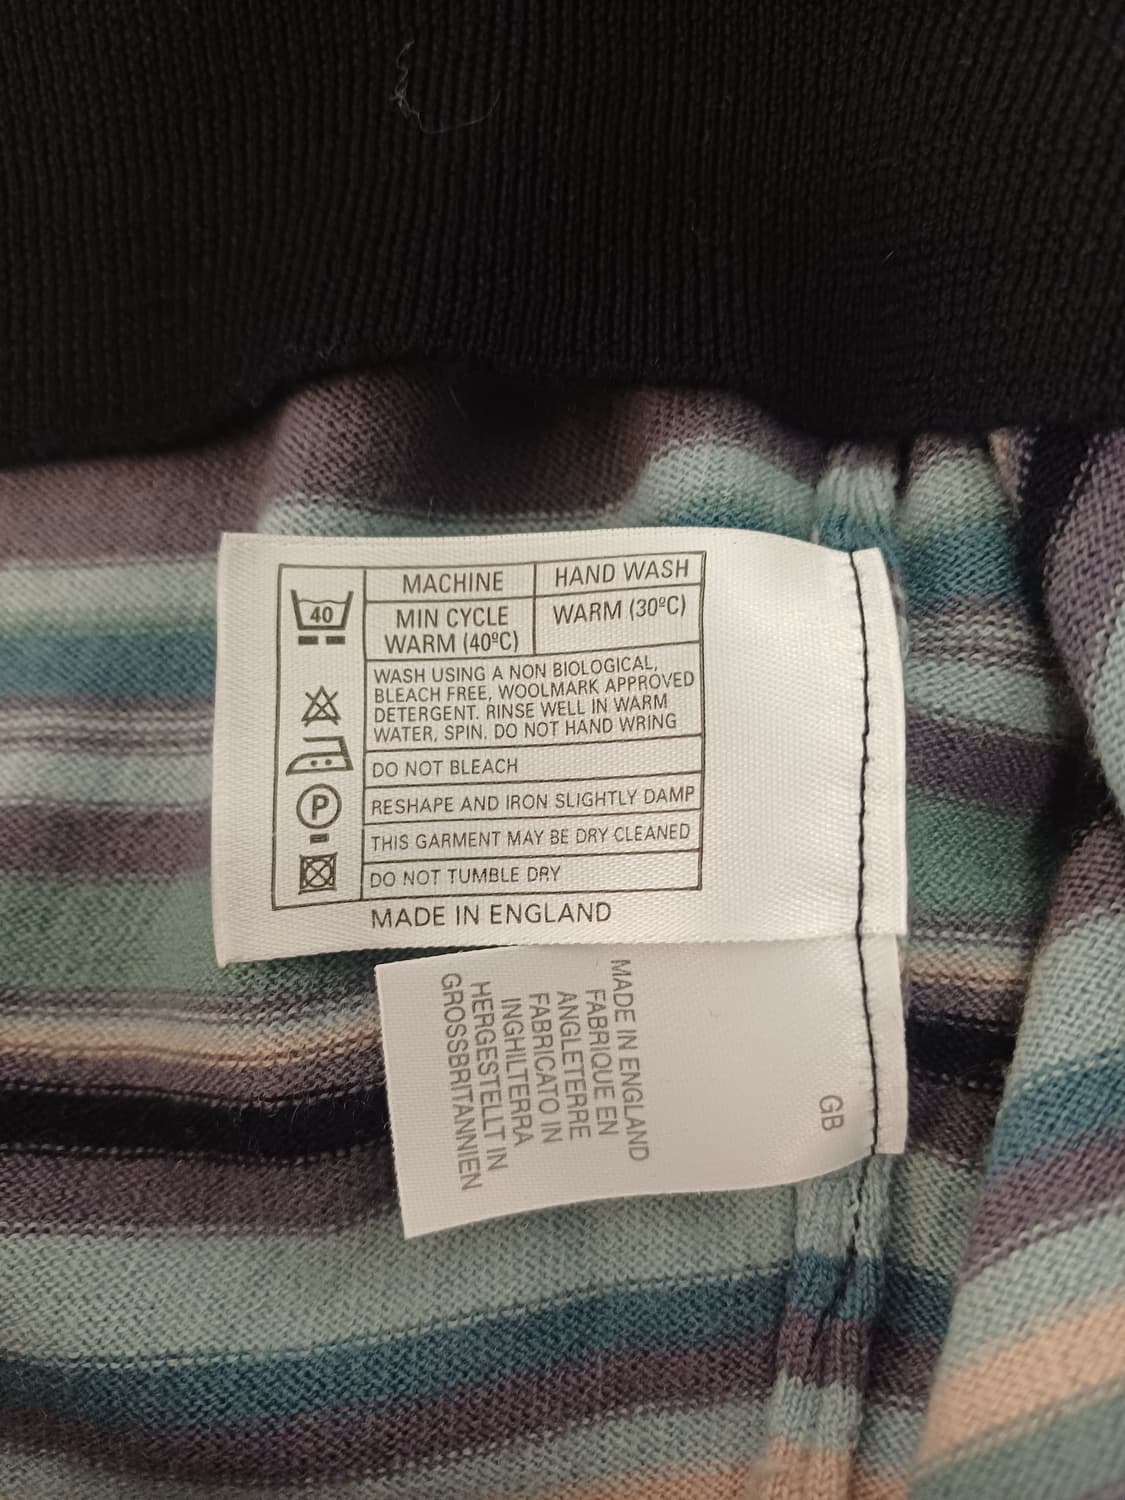 40
MACHINE
HAND WASH
MIN CYCLE
WARM (40ºC)
WARM (30ºC)
WASH USING A NON BIOLOGICAL,
BLEACH FREE, WOOLMARK APPROVED
DETERGENT. RINSE WELL IN WARM
WATER, SPIN. DO NOT HAND WRING
DO NOT BLEACH
P
RESHAPE AND IRON SLIGHTLY DAMP
THIS GARMENT MAY BE DRY CLEANED
DO NOT TUMBLE DRY
MADE IN ENGLAND
GB
MADE IN ENGLAND
FABRIQUE EN
ANGLETERRE
FABRICATO IN
INGHILTERRA
HERGESTELLT IN
GROSSBRITANNIEN